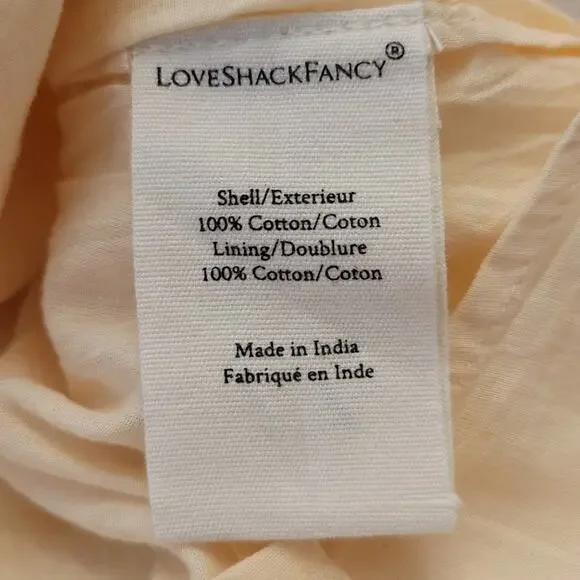 LoveShackFancy®
Shell/Exterieur
100% Cotton/Coton
Lining/Doublure
100% Cotton/Coton
Made in India
Fabriqué en Inde